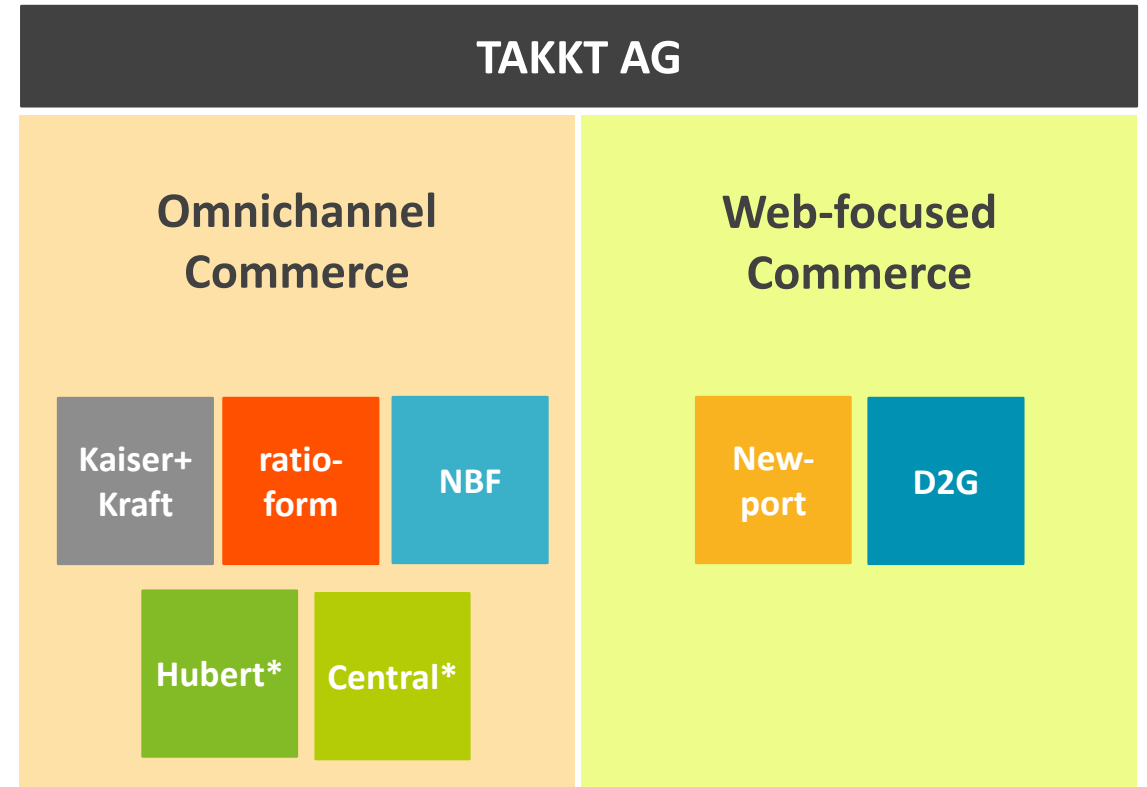 TAKKT AG
Omnichannel
Commerce
Kaiser+
Kraft
ratio-
form
NBF
Hubert*
Central*
Web-focused
Commerce
New-
port
D2G